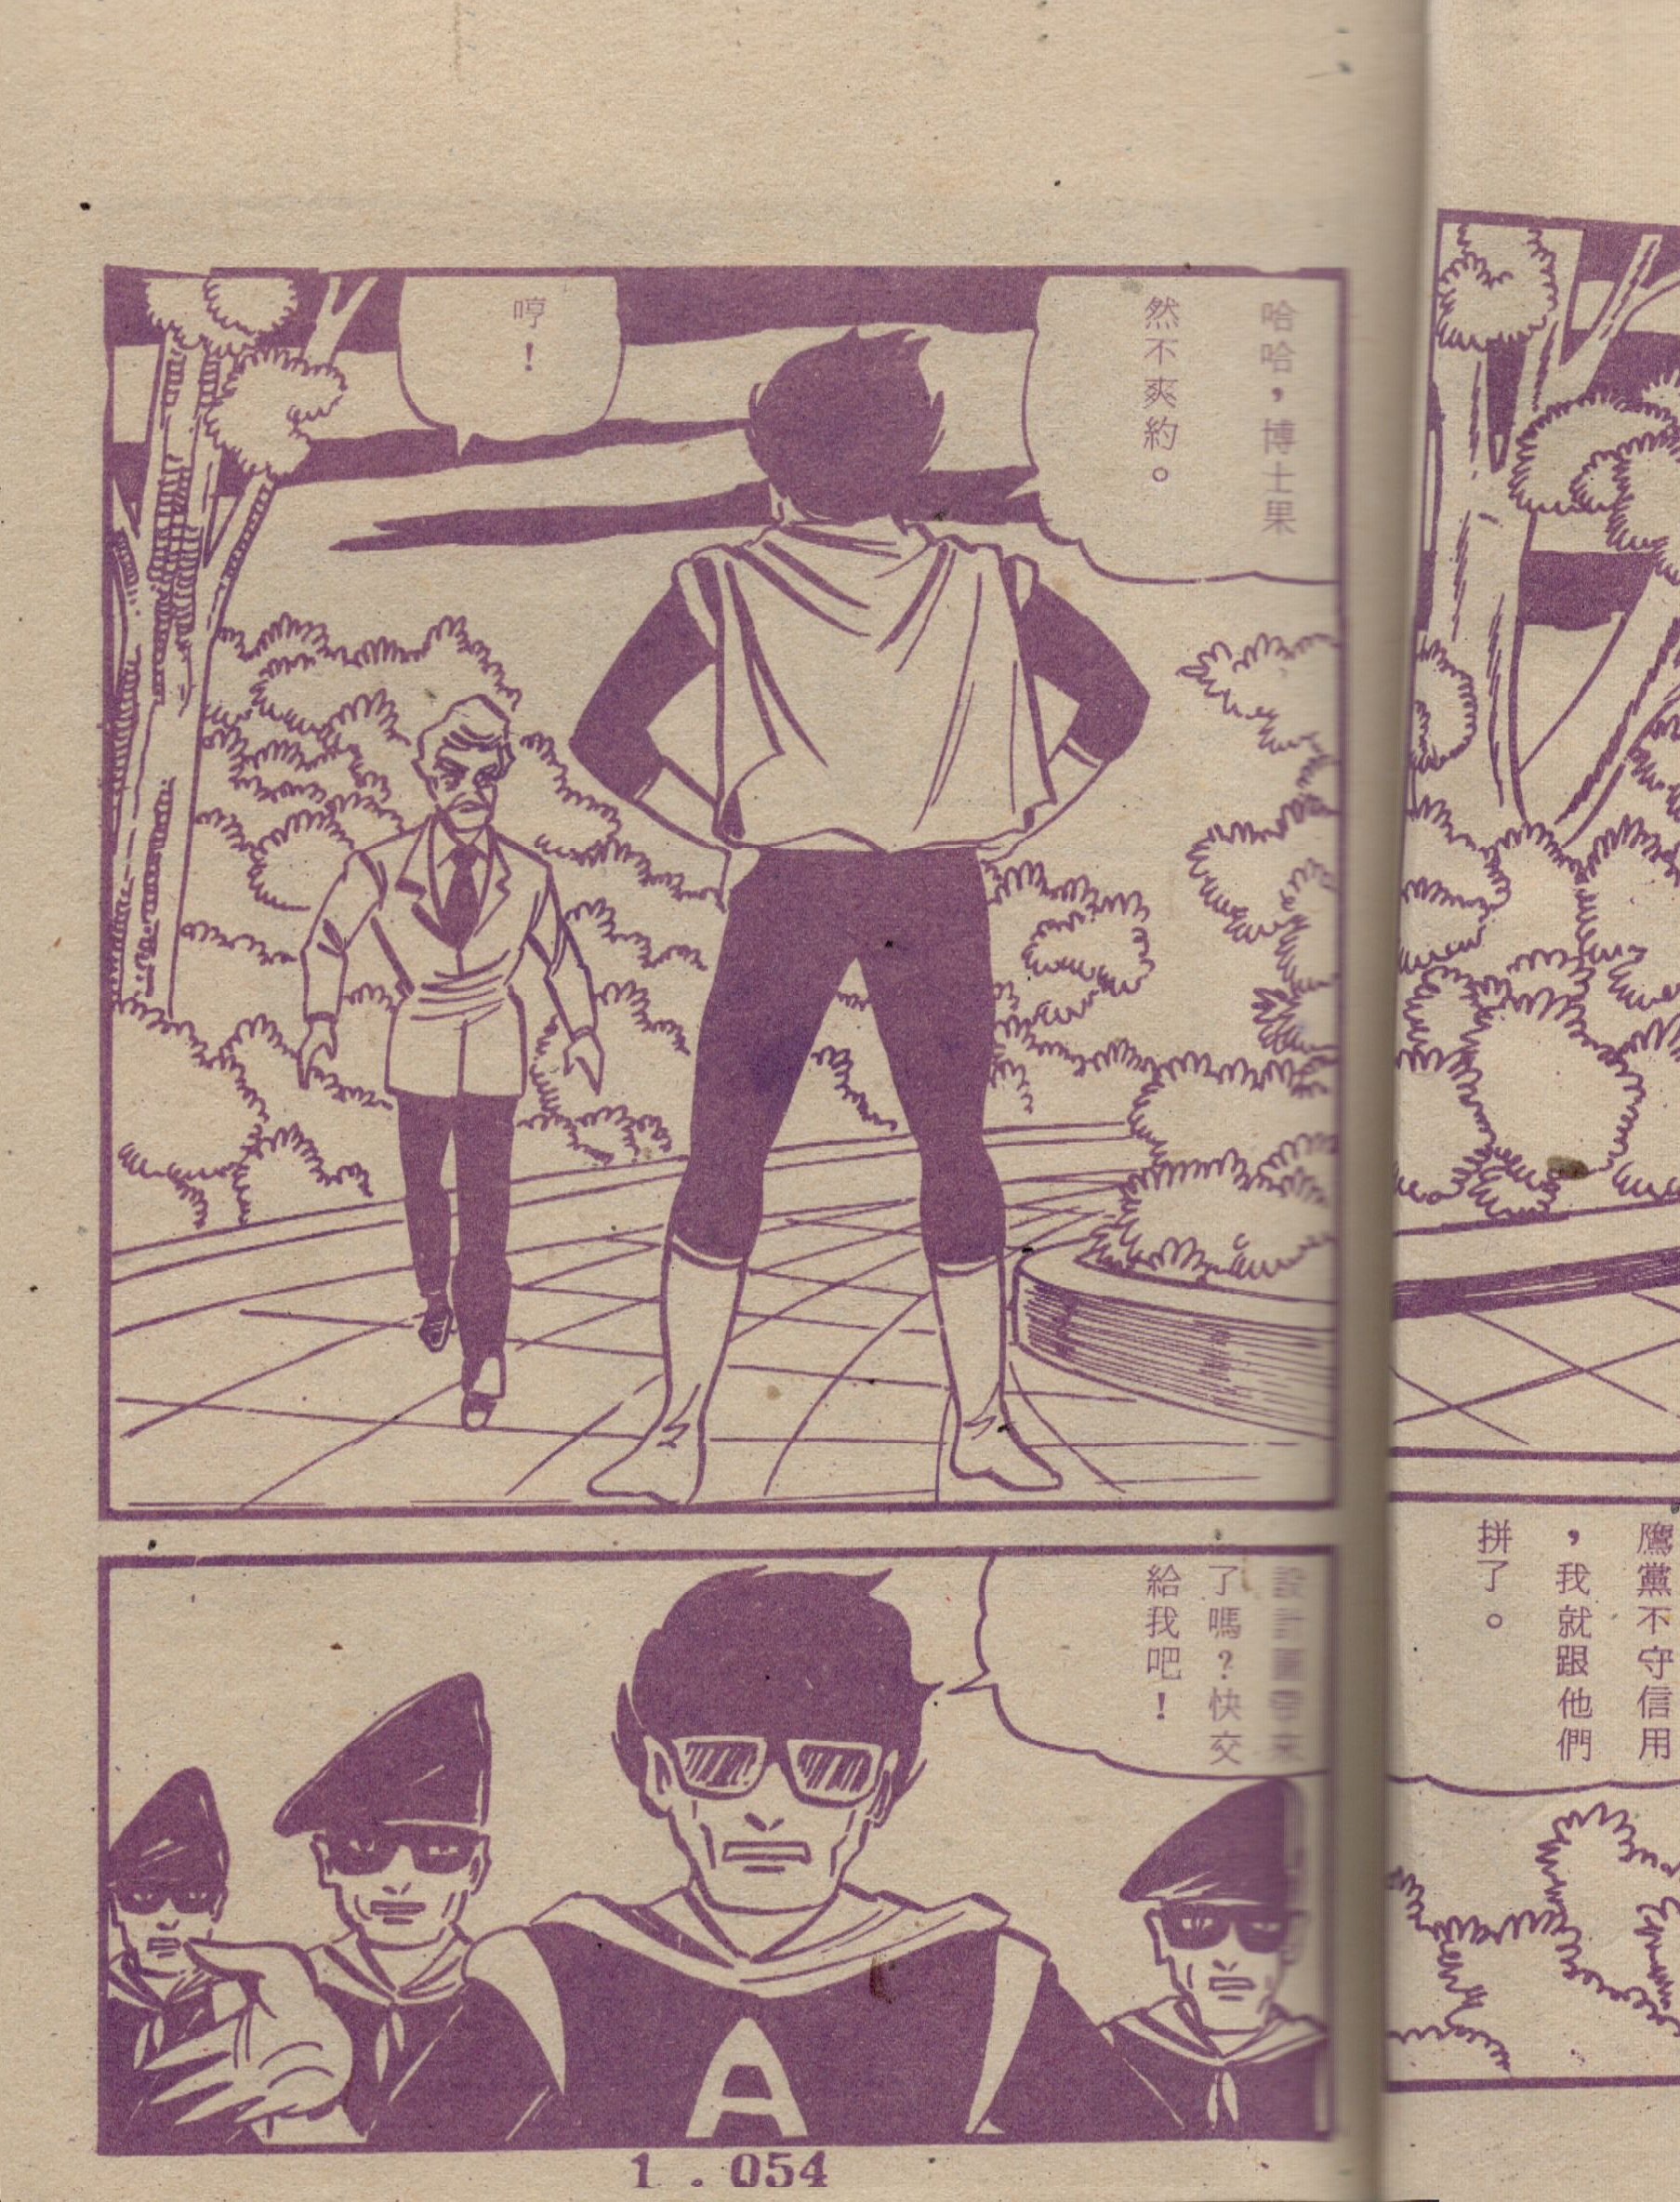 鷹黨不守信用
，我就跟他們
拼了。
哈哈，博士果
然不爽約。
哼！
設計圖帶來
了嗎？快交
給我吧！
A
1.054